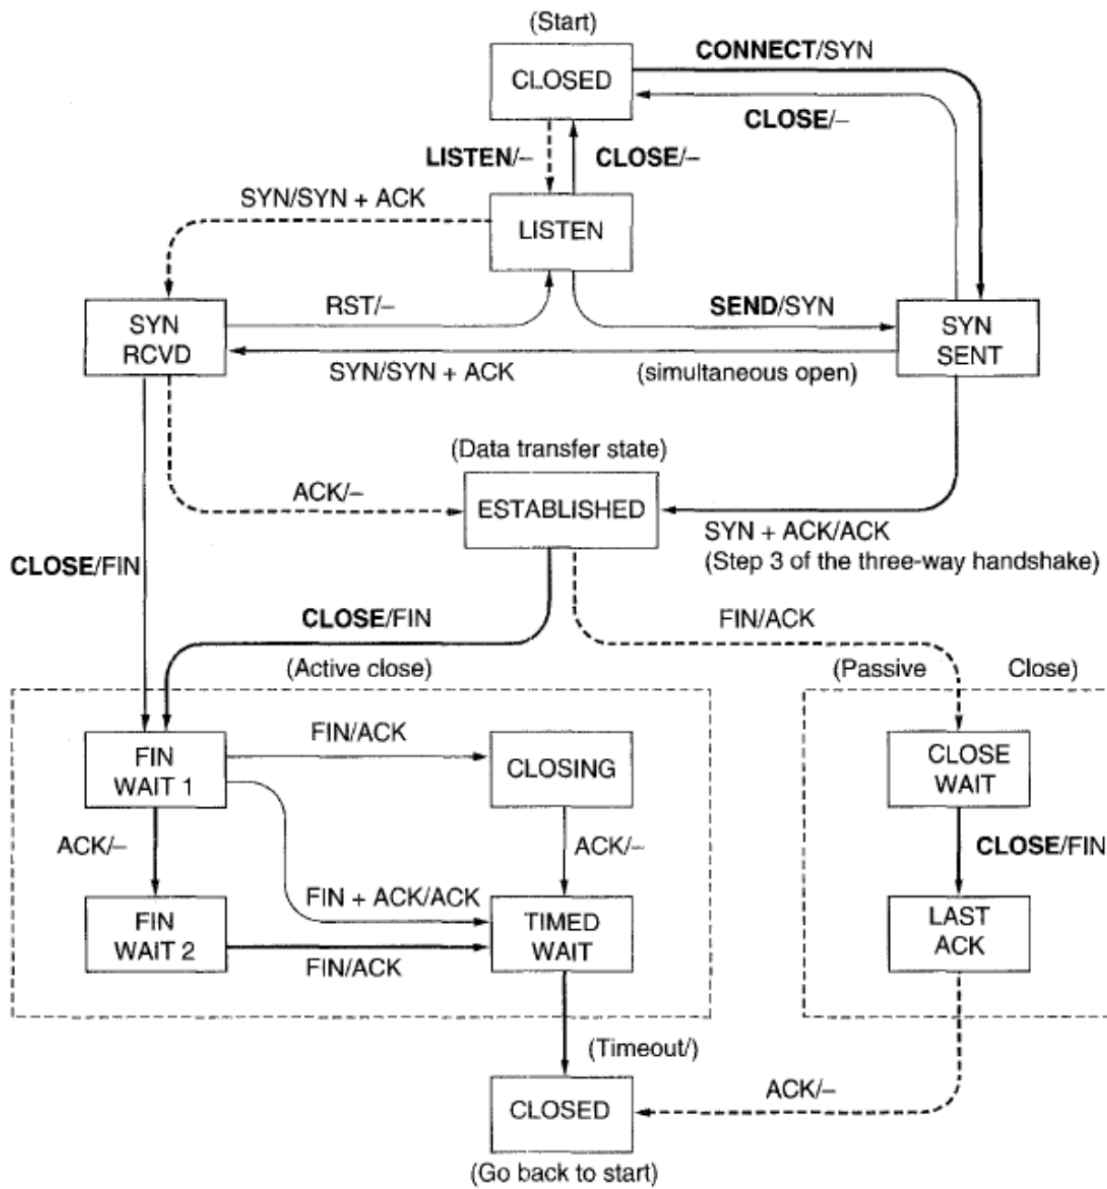 (Start)
CLOSED
CONNECT/SYN
CLOSE/–
LISTEN/–
CLOSE/–
SYN/SYN + ACK
LISTEN
RST/–
SEND/SYN
SYN
RCVD
SYN
SENT
SYN/SYN + ACK
(simultaneous open)
(Data transfer state)
ACK/–
ESTABLISHED
SYN + ACK/ACK
(Step 3 of the three-way handshake)
CLOSE/FIN
CLOSE/FIN
FIN/ACK
(Active close)
(Passive
Close)
FIN
WAIT 1
FIN/ACK
CLOSING
CLOSE
WAIT
ACK/–
ACK/–
CLOSE/FIN
FIN + ACK/ACK
FIN
WAIT 2
FIN/ACK
TIMED
WAIT
LAST
ACK
(Timeout/)
CLOSED
ACK/–
(Go back to start)